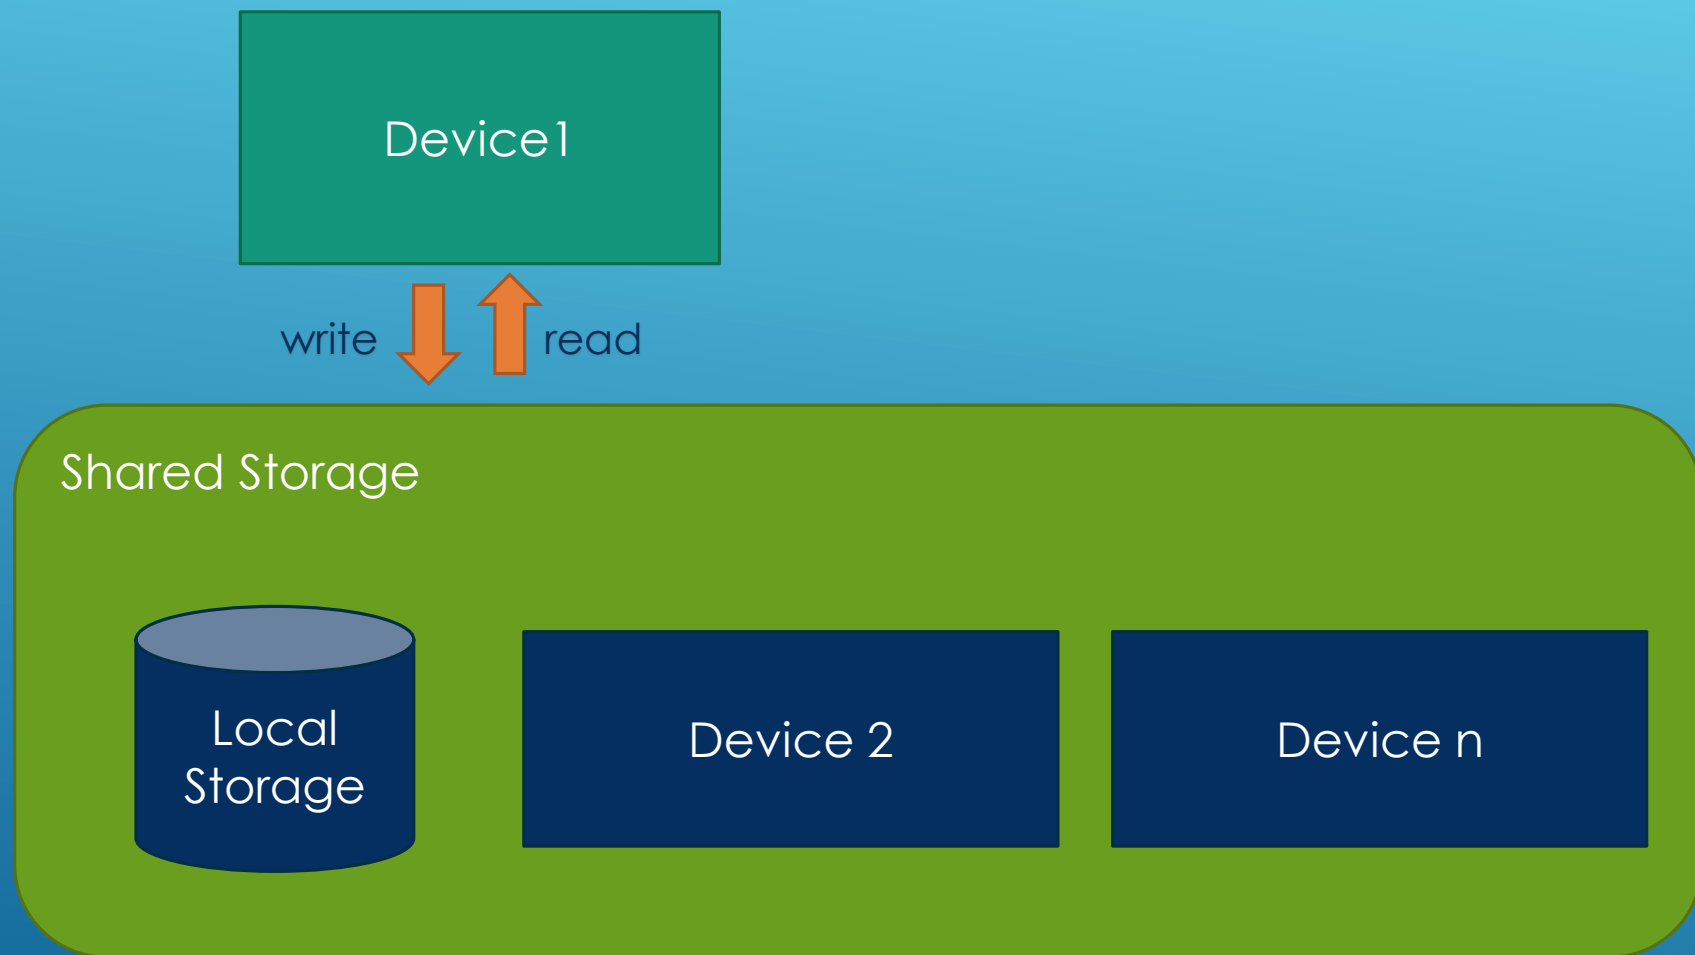 Device1
write
read
Shared Storage
Local
Storage
Device 2
Device n